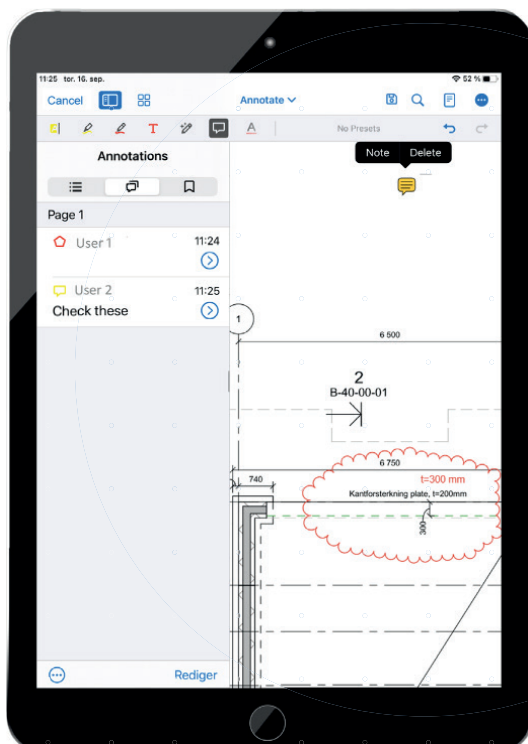 11:25 tor. 16. sep.
52 %
Cancel
Annotate
T
A
No Presets
Annotations
Note
Delete
Page 1
User 1
11:24
User 2
11:25
Check these
1
6 500
2
B-40-00-01
6 750
740
t=300 mm
Kantforsterkning plate, t=200mm
300
Rediger